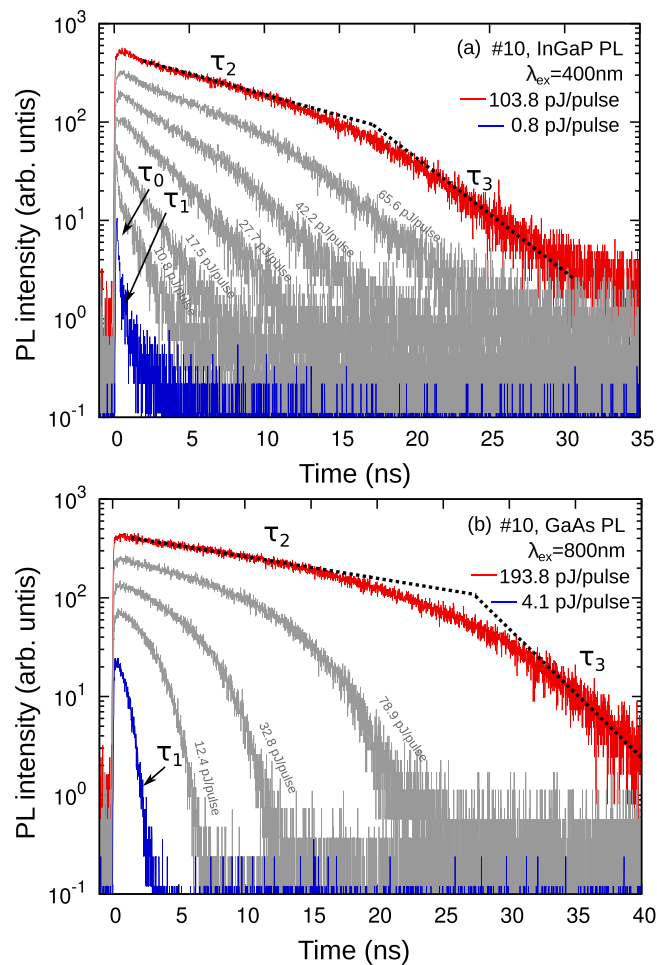 10³
10²
10¹
10⁰
10⁻¹
PL intensity (arb. untis)
(a) #10, InGaP PL
λex=400nm
103.8 pJ/pulse
0.8 pJ/pulse
τ2
τ3
τ0
τ1
10.8 pJ/pulse
17.5 pJ/pulse
27.7 pJ/pulse
42.2 pJ/pulse
65.6 pJ/pulse
0 5 10 15 20 25 30 35
Time (ns)
10³
10²
10¹
10⁰
10⁻¹
PL intensity (arb. untis)
(b) #10, GaAs PL
λex=800nm
193.8 pJ/pulse
4.1 pJ/pulse
τ2
τ3
τ1
12.4 pJ/pulse
32.8 pJ/pulse
78.9 pJ/pulse
0 5 10 15 20 25 30 35 40
Time (ns)